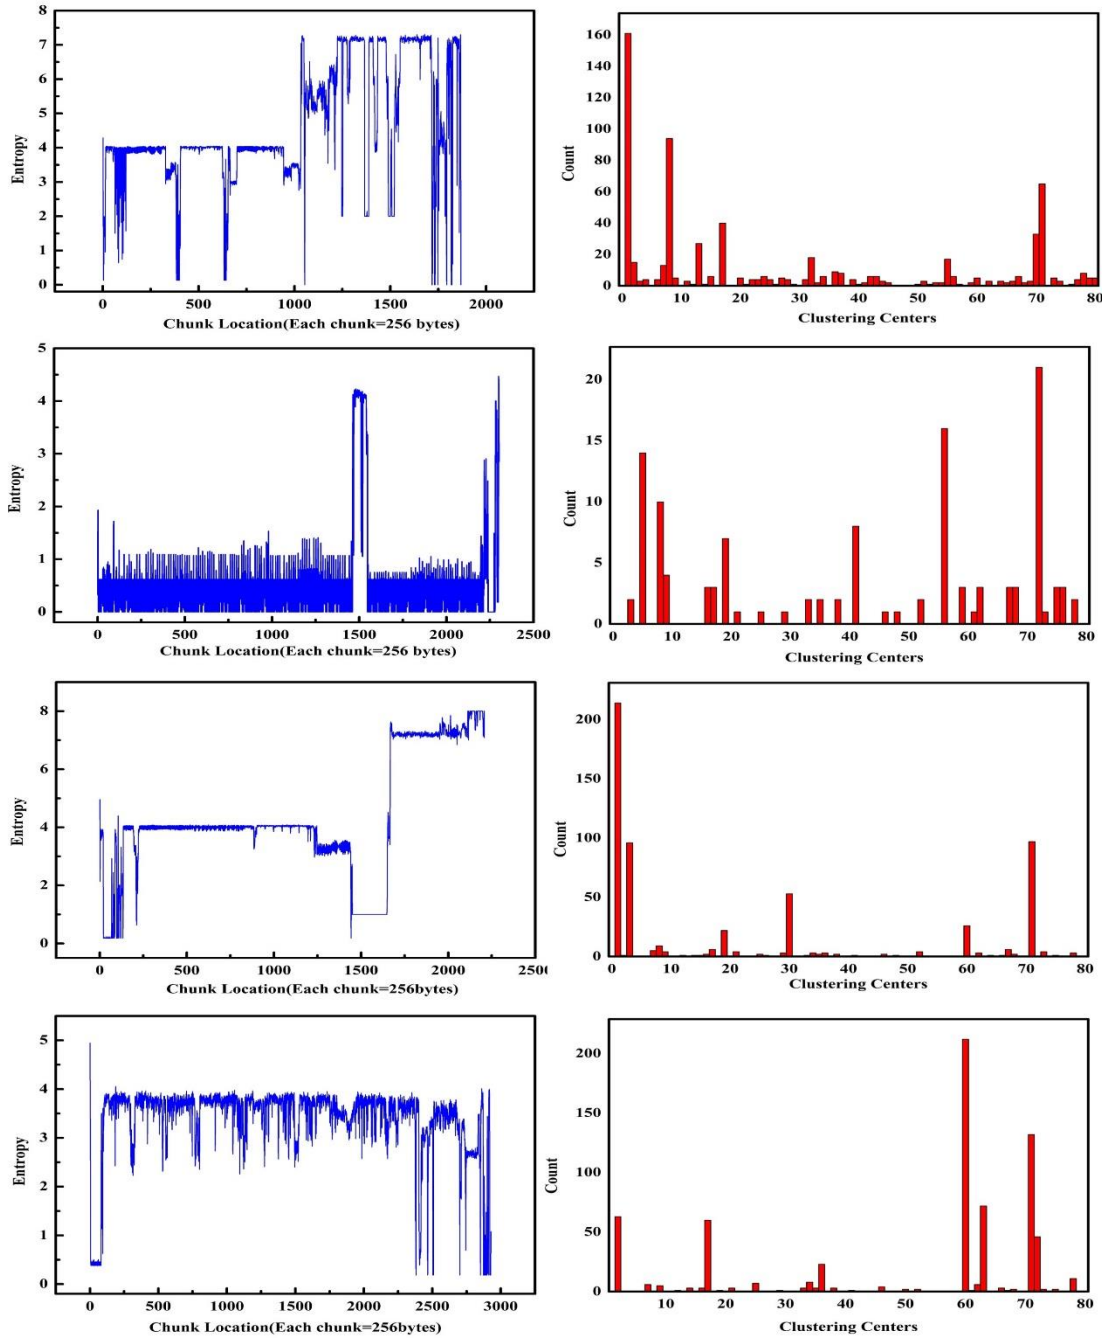 8
7
6
5
4
3
2
1
0
Entropy
0 500 1000 1500 2000
Chunk Location(Each chunk=256 bytes)
160
140
120
100
80
60
40
20
0
Count
0 10 20 30 40 50 60 70 80
Clustering Centers
5
4
3
2
1
0
Entropy
0 500 1000 1500 2000 2500
Chunk Location(Each chunk=256 bytes)
20
15
10
5
0
Count
0 10 20 30 40 50 60 70 80
Clustering Centers
8
6
4
2
0
Entropy
0 500 1000 1500 2000 2500
Chunk Location(Each chunk=256bytes)
200
150
100
50
0
Count
0 10 20 30 40 50 60 70 80
Clustering Centers
5
4
3
2
1
0
Entropy
0 500 1000 1500 2000 2500 3000
Chunk Location(Each chunk=256bytes)
200
150
100
50
0
Count
0 10 20 30 40 50 60 70 80
Clustering Centers